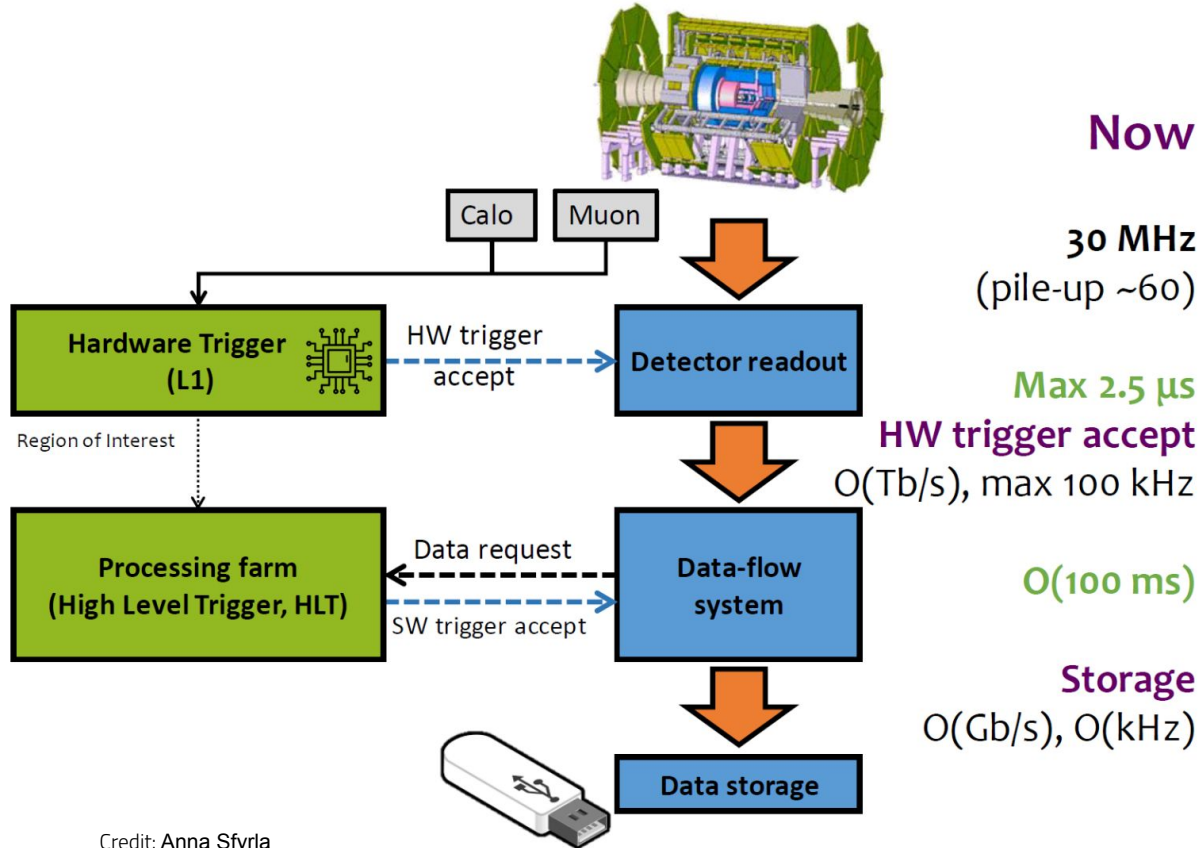 Now
Calo
Muon
30 MHz
(pile-up ~60)
Hardware Trigger
(L1)
HW trigger
accept
Detector readout
Max 2.5 µs
HW trigger accept
O(Tb/s), max 100 kHz
Region of Interest
Processing farm
(High Level Trigger, HLT)
Data request
SW trigger accept
Data-flow
system
O(100 ms)
Storage
O(Gb/s), O(kHz)
Data storage
Credit: Anna Sfyrla